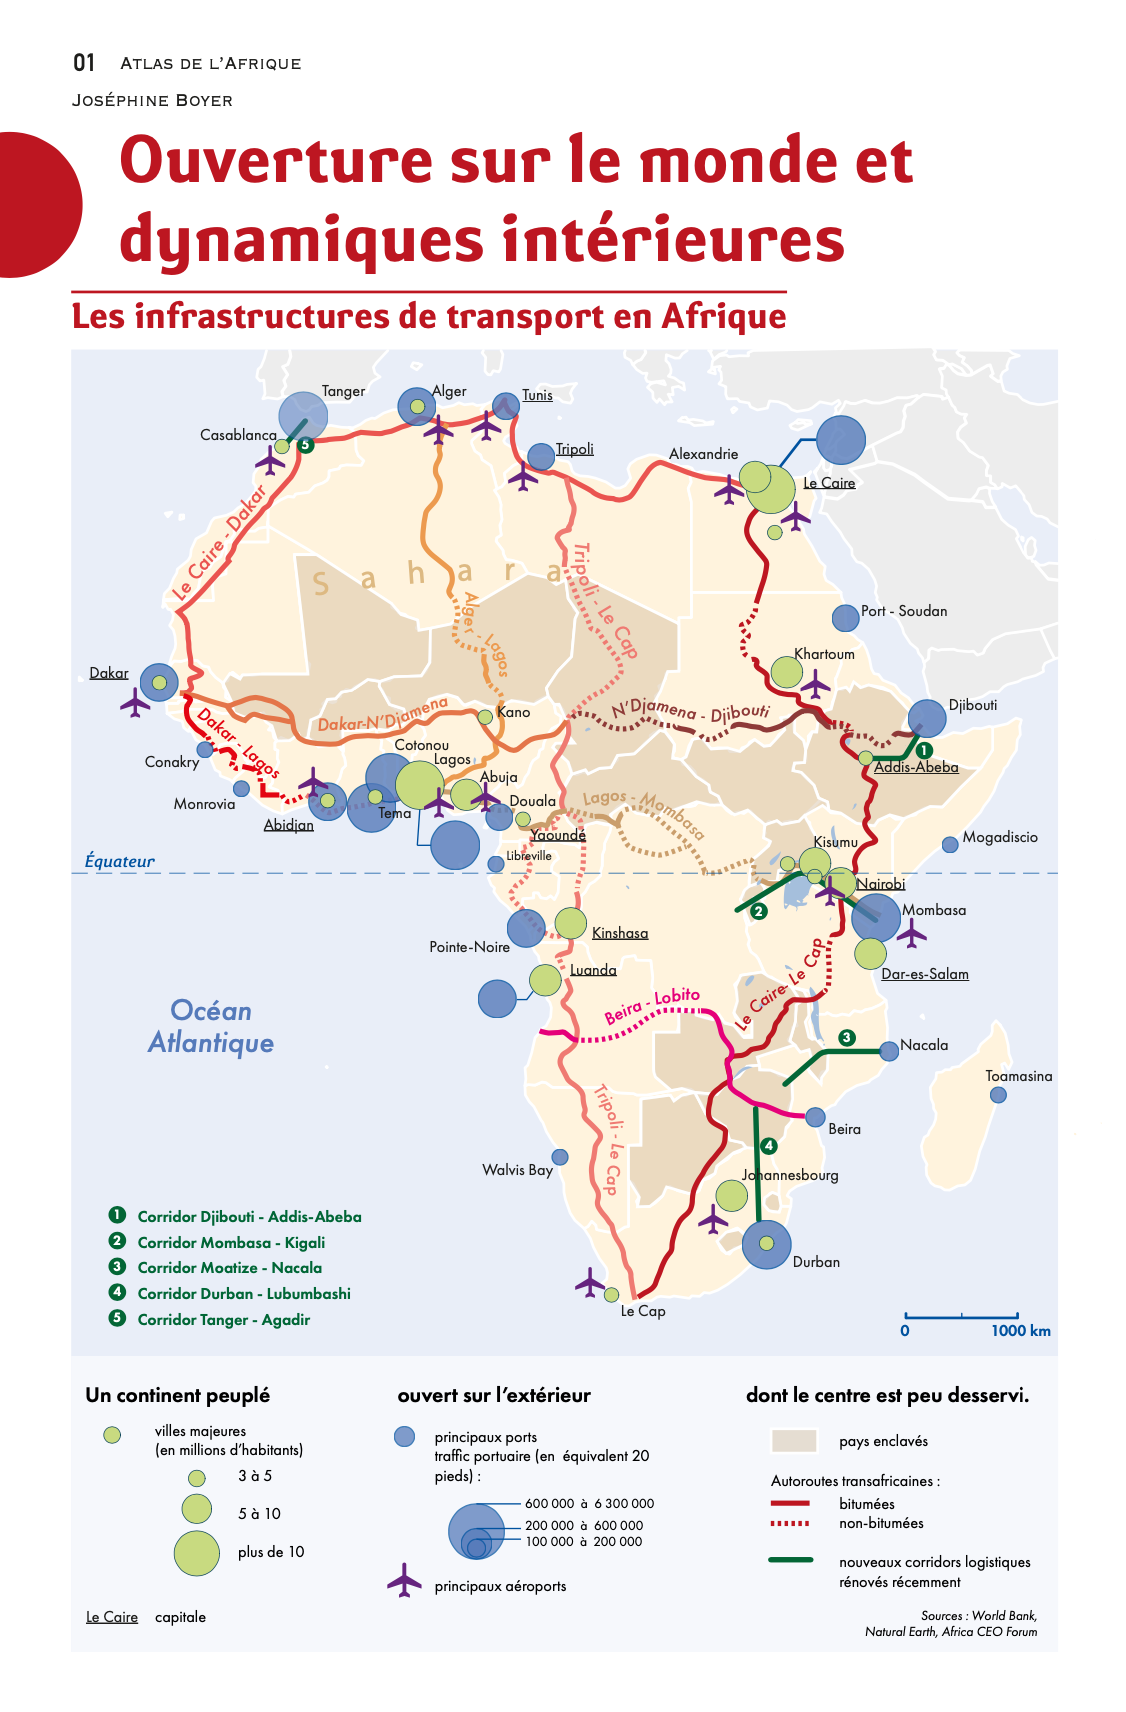 01 Atlas de l'Afrique
Joséphine Boyer
Ouverture sur le monde et
dynamiques intérieures
Les infrastructures de transport en Afrique
Tanger
Alger
Tunis
Casablanca
5
Tripoli
Alexandrie
Le Caire
Le Caire - Dakar
Sahara
Tripoli - Le Cap
Alger - Lagos
Port - Soudan
Khartoum
Dakar
Kano
N'Djamena - Djibouti
Djibouti
Dakar-N'Djamena
Dakar - Lagos
Conakry
Cotonou
Lagos
1
Addis-Abeba
Abuja
Monrovia
Lagos - Mombasa
Douala
Tema
Abidjan
Yaoundé
Kisumu
Mogadiscio
Libreville
Équateur
Nairobi
2
Mombasa
Kinshasa
Pointe-Noire
Luanda
Dar-es-Salam
Le Caire- Le Cap
Beira - Lobito
Océan
Atlantique
3
Nacala
Toamasina
Tripoli - Le Cap
Beira
4
Walvis Bay
Johannesbourg
Durban
Le Cap
1 Corridor Djibouti - Addis-Abeba
2 Corridor Mombasa - Kigali
3 Corridor Moatize - Nacala
4 Corridor Durban - Lubumbashi
5 Corridor Tanger - Agadir
0 1000 km
Un continent peuplé
villes majeures
(en millions d'habitants)
3 à 5
5 à 10
plus de 10
Le Caire capitale
ouvert sur l'extérieur
principaux ports
traffic portuaire (en équivalent 20
pieds) :
600 000 à 6 300 000
200 000 à 600 000
100 000 à 200 000
principaux aéroports
dont le centre est peu desservi.
pays enclavés
Autoroutes transafricaines :
bitumées
non-bitumées
nouveaux corridors logistiques
rénovés récemment
Sources : World Bank,
Natural Earth, Africa CEO Forum